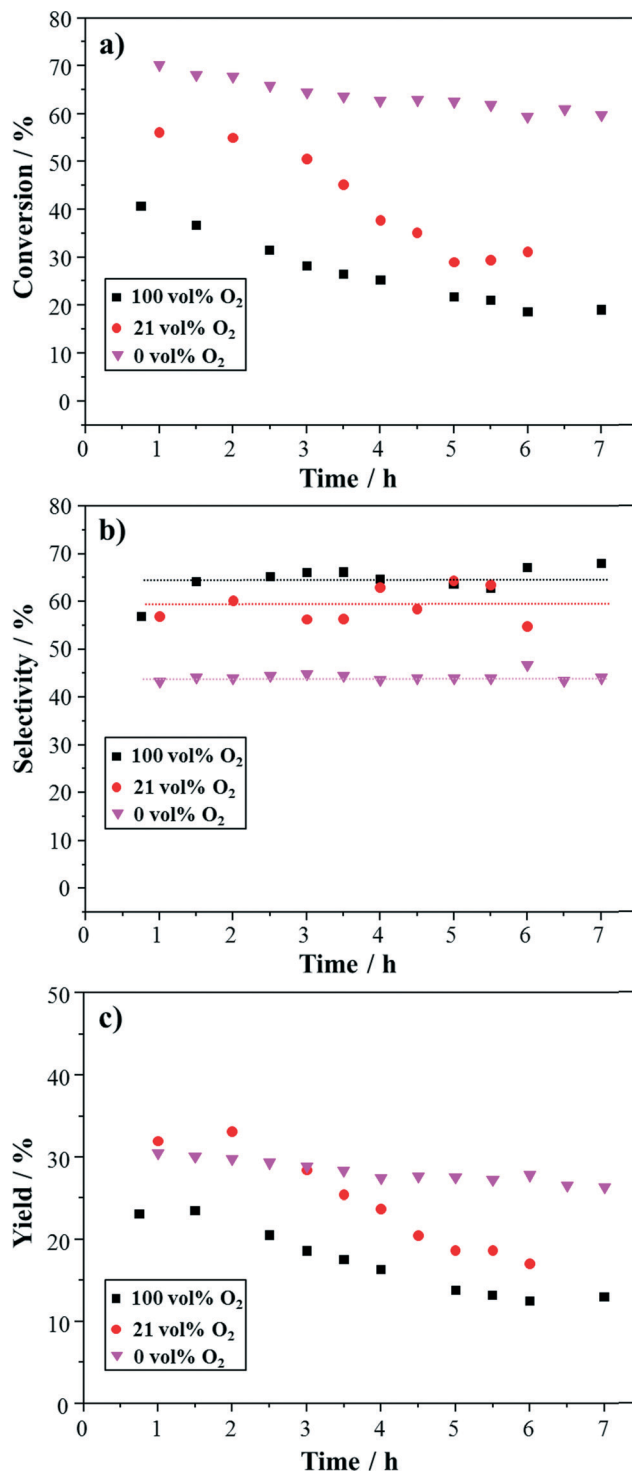 a)
80
70
60
50
40
30
20
10
0
Conversion / %
100 vol% O₂
21 vol% O₂
0 vol% O₂
0 1 2 3 4 5 6 7
Time / h
b)
80
70
60
50
40
30
20
10
0
Selectivity / %
100 vol% O₂
21 vol% O₂
0 vol% O₂
0 1 2 3 4 5 6 7
Time / h
c)
50
40
30
20
10
0
Yield / %
100 vol% O₂
21 vol% O₂
0 vol% O₂
0 1 2 3 4 5 6 7
Time / h